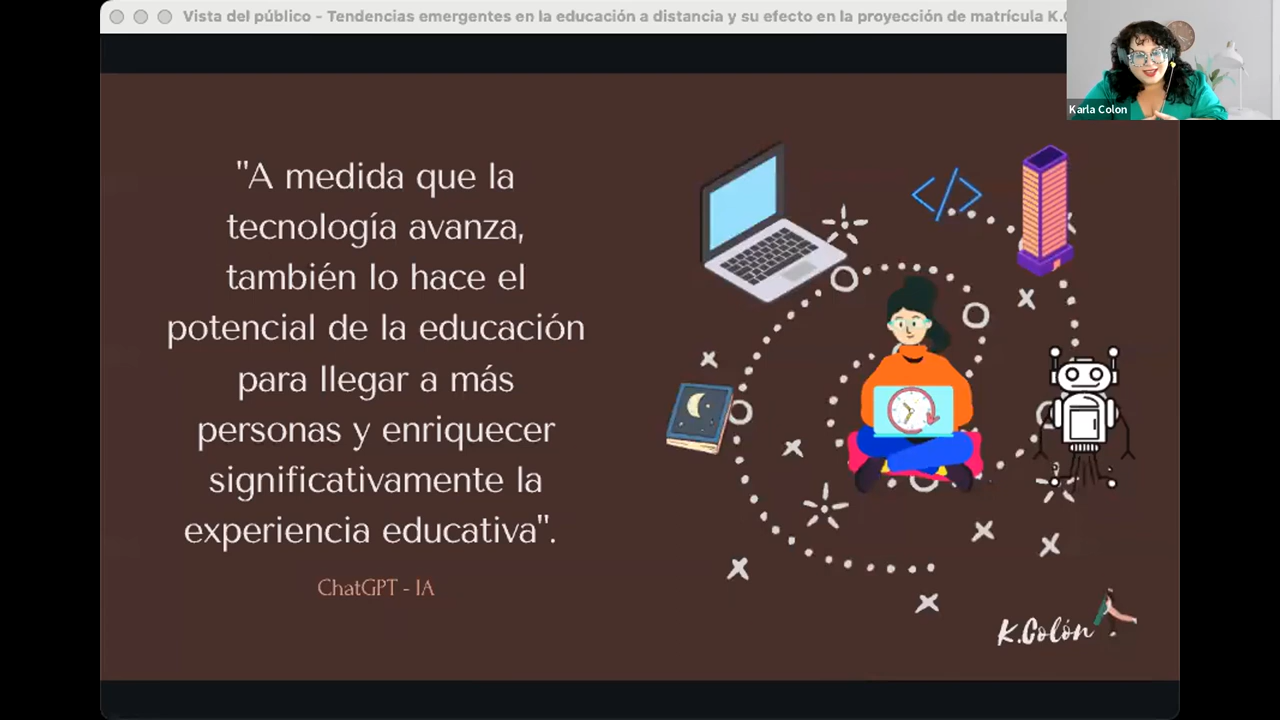 Vista del público - Tendencias emergentes en la educación a distancia y su efecto en la proyección de matrícula K.
Karla Colon
"A medida que la
tecnología avanza,
también lo hace el
potencial de la educación
para llegar a más
personas y enriquecer
significativamente la
experiencia educativa".
ChatGPT - IA
</>
K.Colón